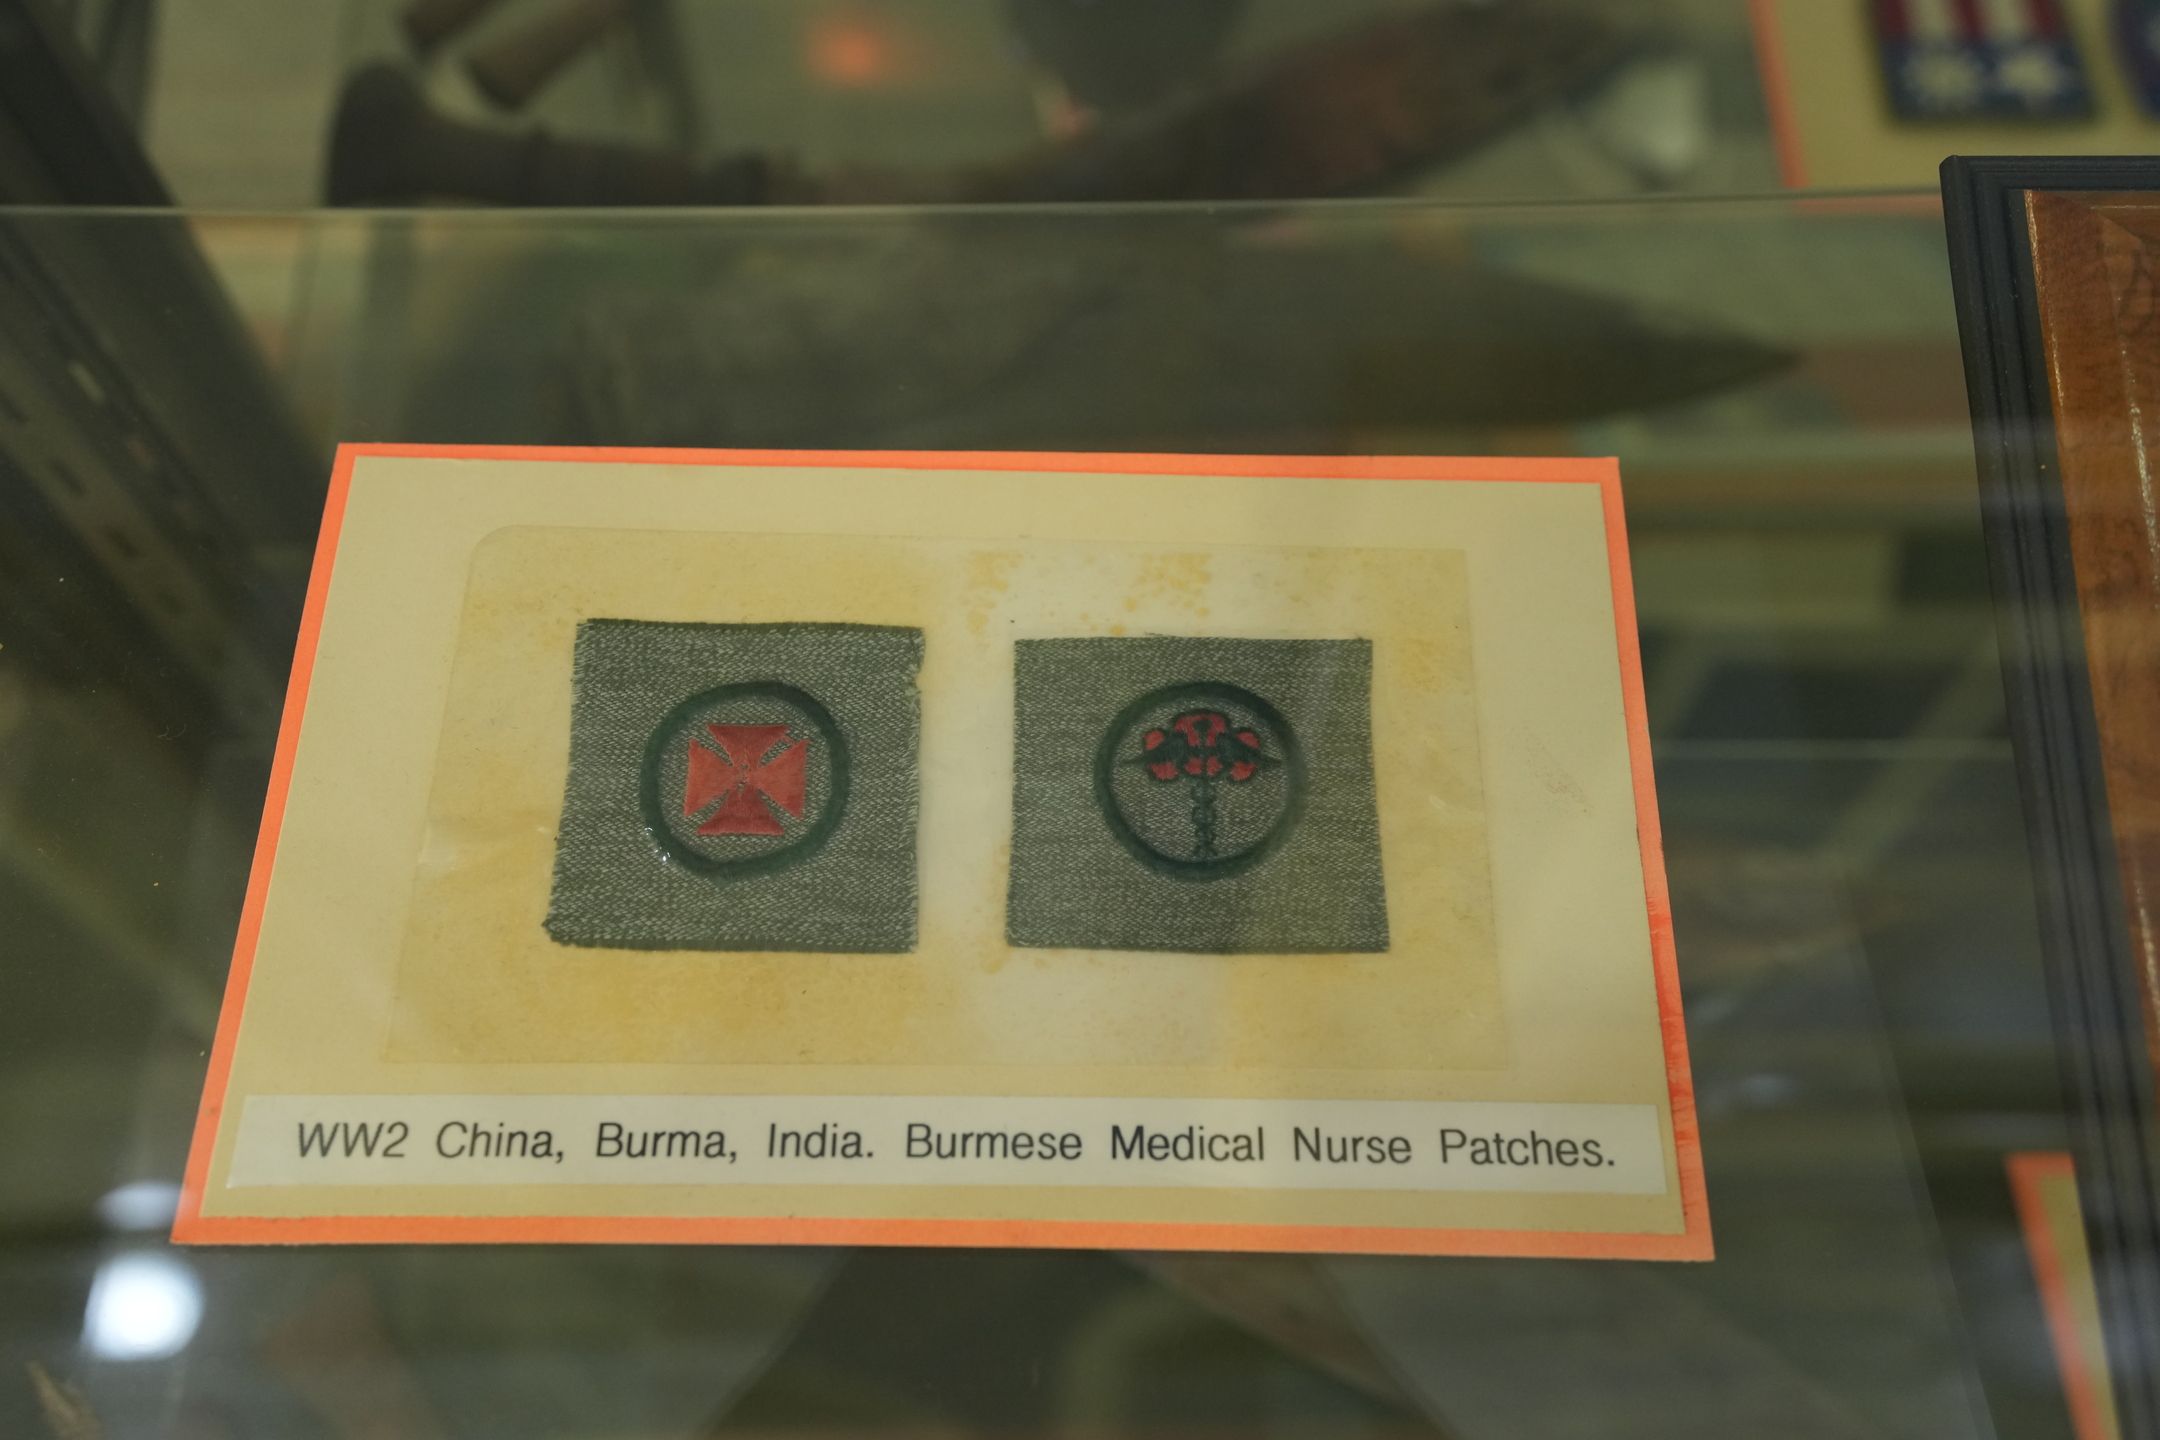 WW2 China, Burma, India. Burmese Medical Nurse Patches.